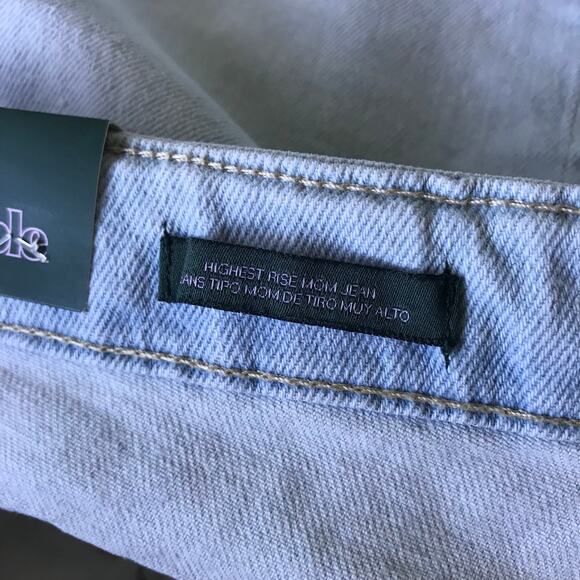 HIGHEST RISE MOM JEAN
ANS TIPO MOM DE TIRO MUY ALTO